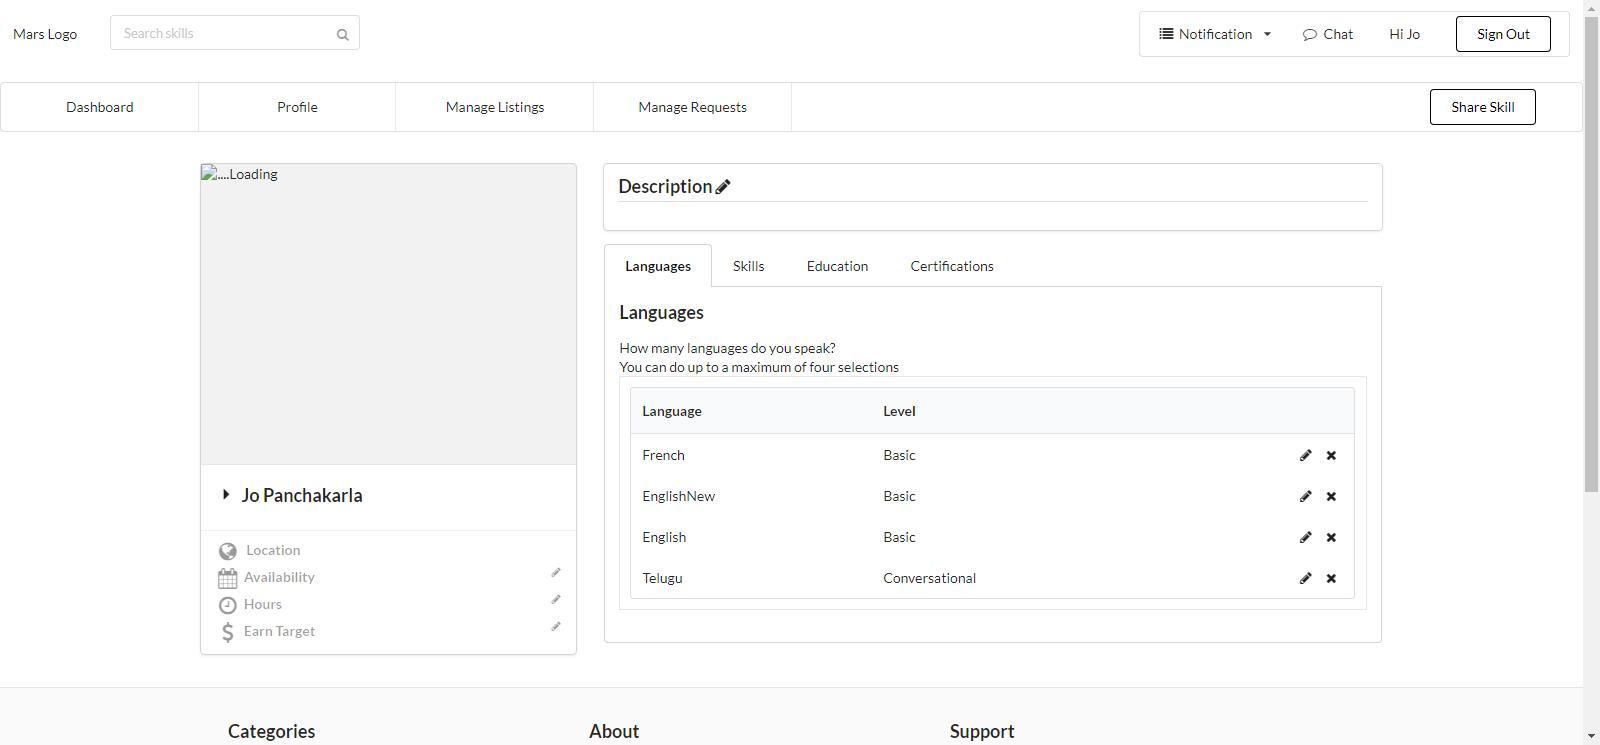 Mars Logo
Search skills
Notification
Chat
Hi Jo
Sign Out
Dashboard
Profile
Manage Listings
Manage Requests
Share Skill
....Loading
Jo Panchakarla
Location
Availability
Hours
Earn Target
Description
Languages
Skills
Education
Certifications
Languages
How many languages do you speak?
You can do up to a maximum of four selections
Language Level
French Basic
EnglishNew Basic
English Basic
Telugu Conversational
Categories
About
Support